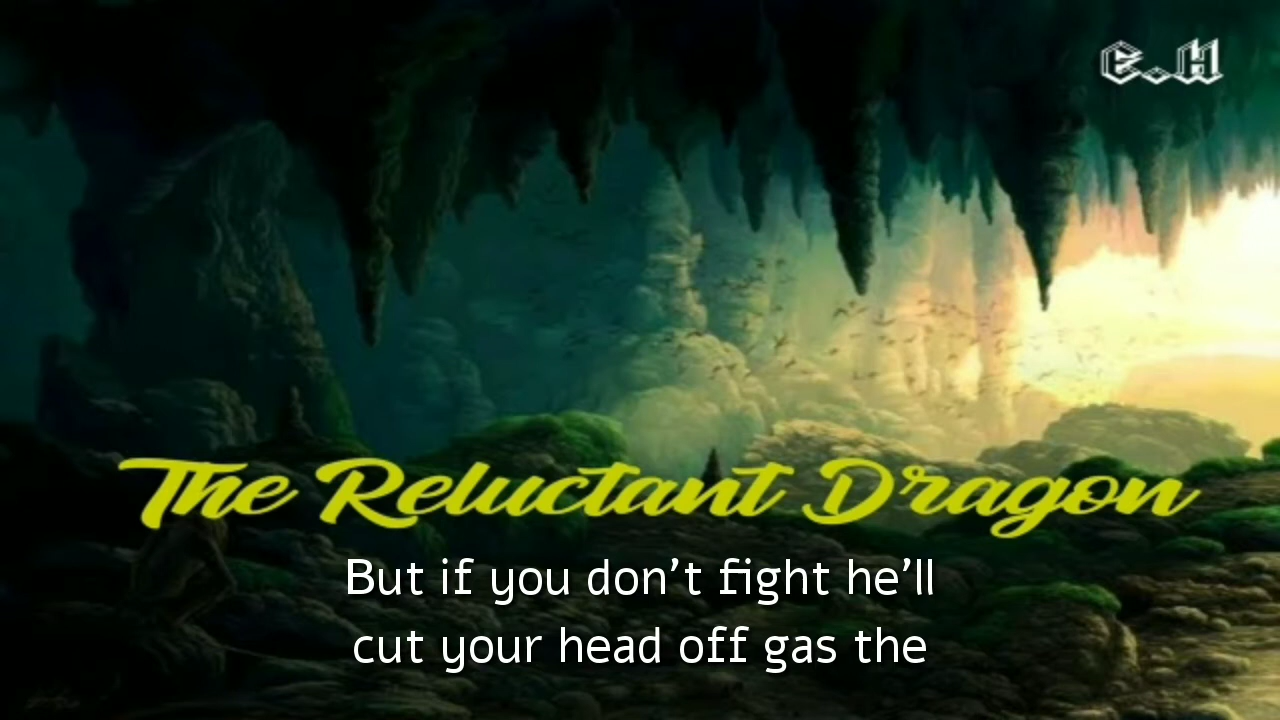 E.H
The Reluctant Dragon
But if you don't fight he'll
cut your head off gas the